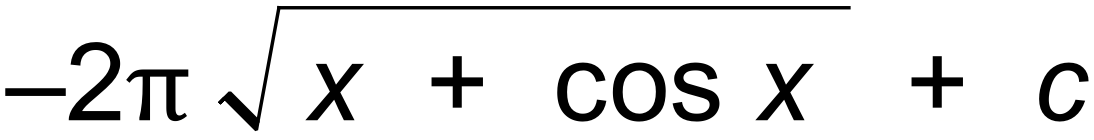 −2π√(x + cos x) + c